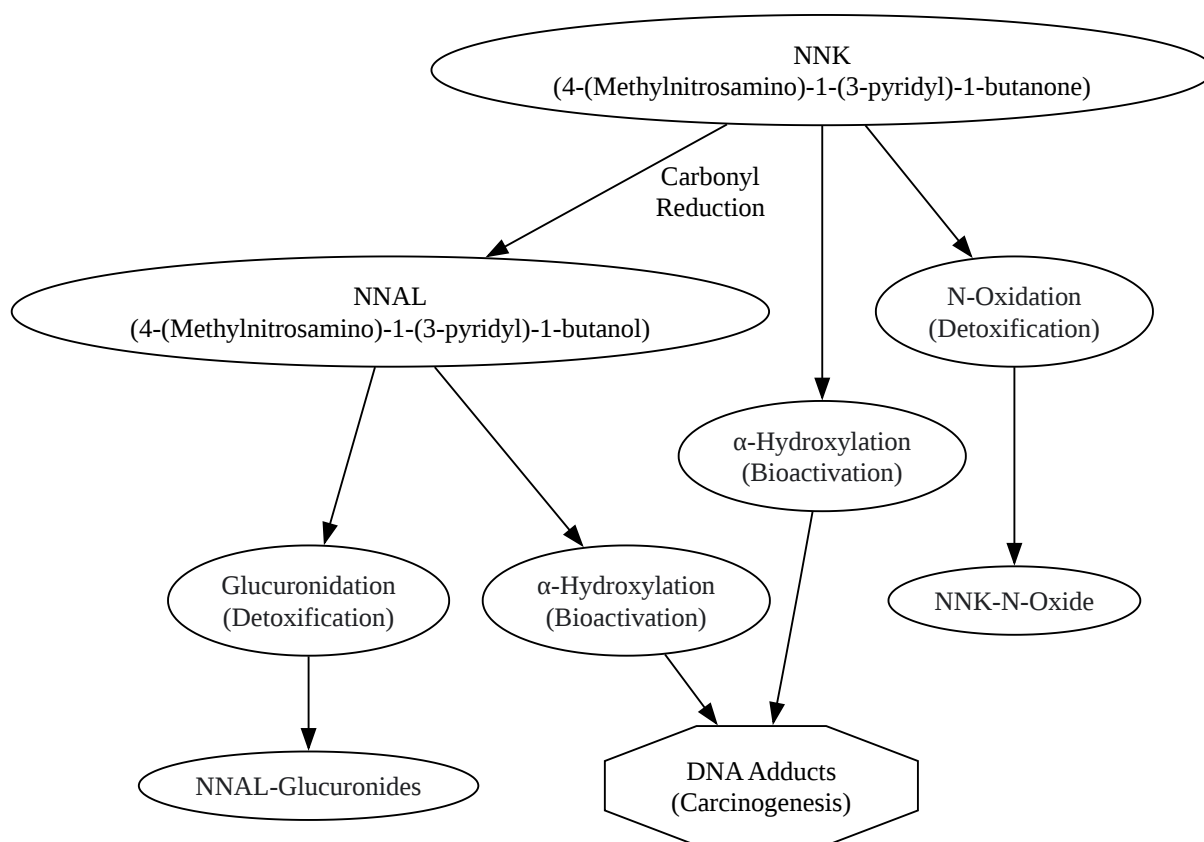 NNK
(4-(Methylnitrosamino)-1-(3-pyridyl)-1-butanone)
Carbonyl
Reduction
NNAL
(4-(Methylnitrosamino)-1-(3-pyridyl)-1-butanol)
N-Oxidation
(Detoxification)
α-Hydroxylation
(Bioactivation)
Glucuronidation
(Detoxification)
α-Hydroxylation
(Bioactivation)
NNK-N-Oxide
NNAL-Glucuronides
DNA Adducts
(Carcinogenesis)